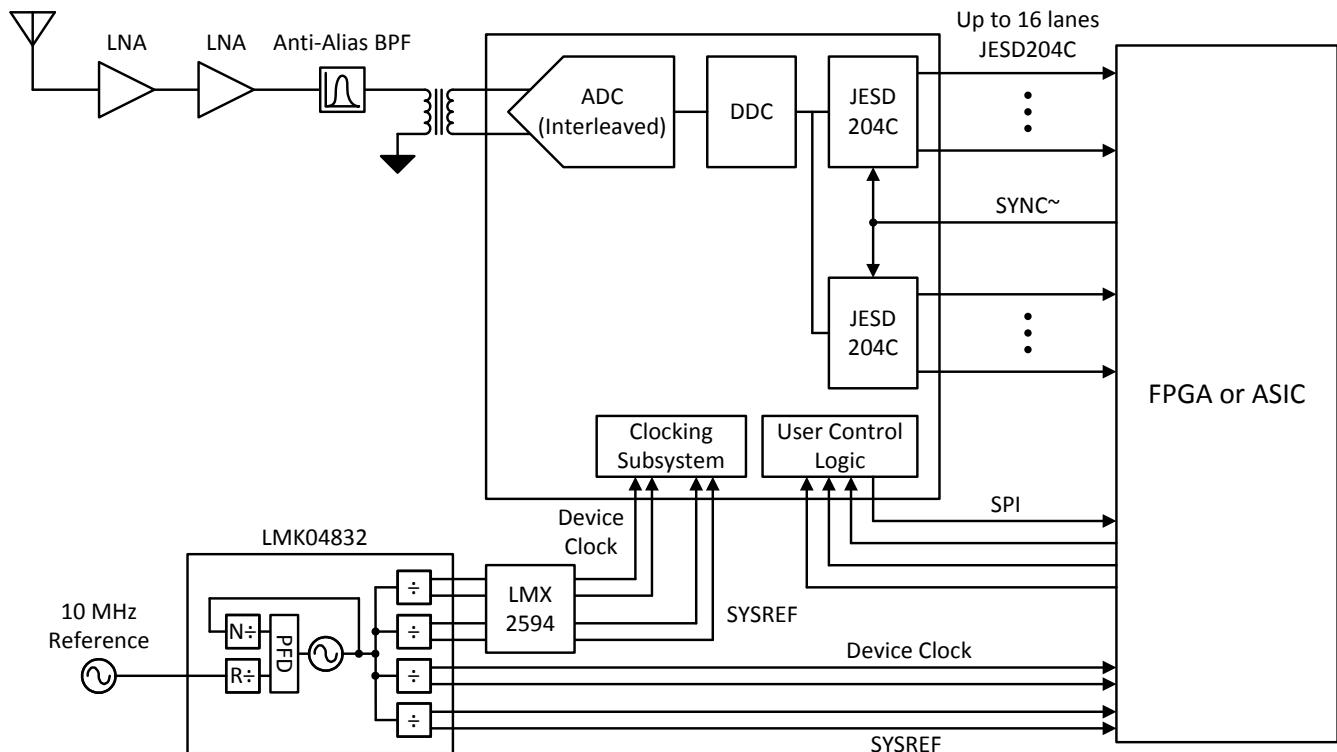 LNA
LNA
Anti-Alias BPF
Up to 16 lanes
JESD204C
ADC
(Interleaved)
DDC
JESD
204C
SYNC~
JESD
204C
FPGA or ASIC
Clocking
Subsystem
User Control
Logic
SPI
Device
Clock
LMK04832
LMX
2594
SYSREF
10 MHz
Reference
N÷
R÷
PFD
÷
÷
÷
÷
Device Clock
SYSREF